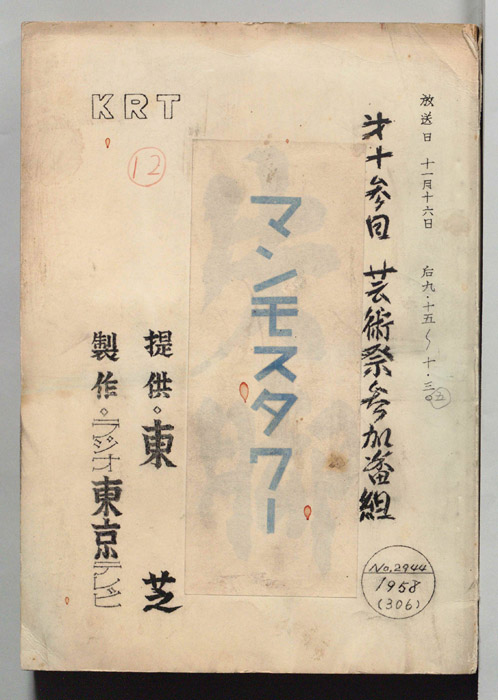 放送日 十一月十六日 后九・十五〜十・三〇
五
才十参回 芸術祭参加番組
マンモスタワー
KRT
12
提供。東芝
製作。ラジオ東京テレビ
No.2944
1958
(306)